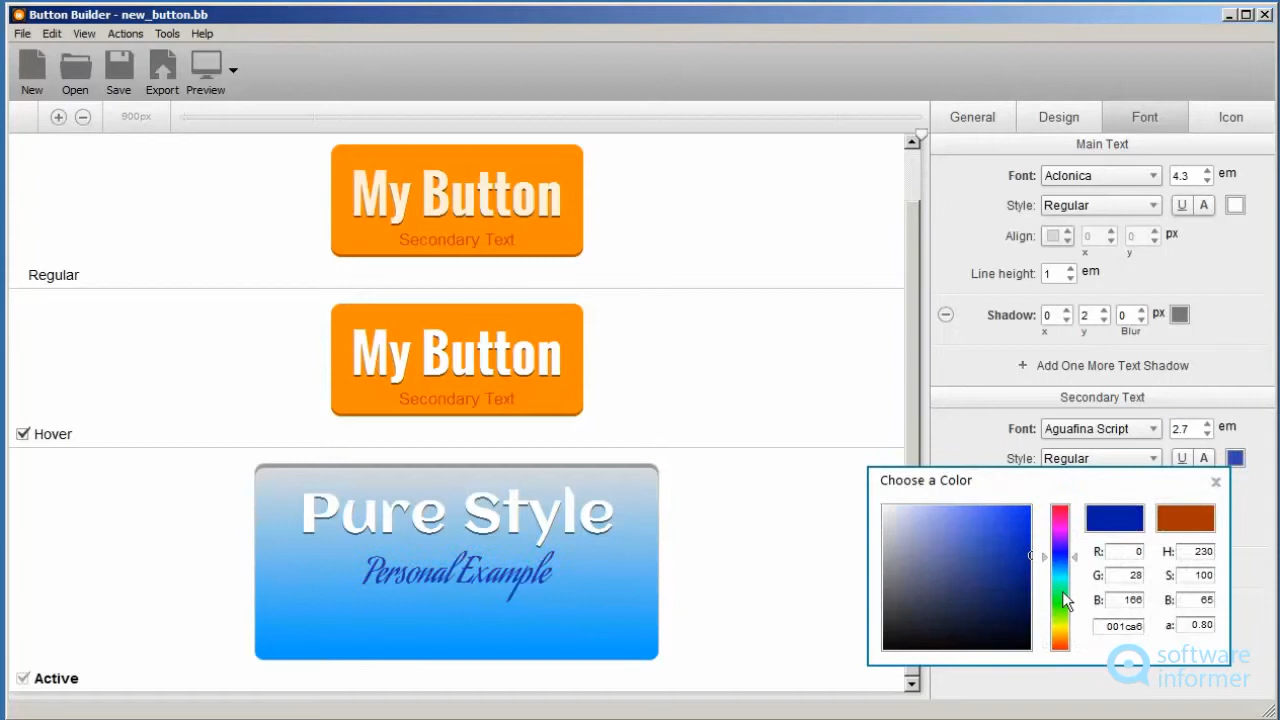 Button Builder - new_button.bb
File Edit View Actions Tools Help
New Open Save Export Preview
900px
General Design Font Icon
Main Text
Font: Aclonica 4.3 em
Style: Regular U A
Align: 0 0 px
x y
Line height: 1 em
Shadow: 0 2 0 px
x y Blur
+ Add One More Text Shadow
Secondary Text
Font: Aguafina Script 2.7 em
Style: Regular U A
My Button
Secondary Text
Regular
My Button
Secondary Text
Hover
Pure Style
Personal Example
Active
Choose a Color
R: 0 H: 230
G: 28 S: 100
B: 166 B: 65
001ca6 a: 0.80
software
informer